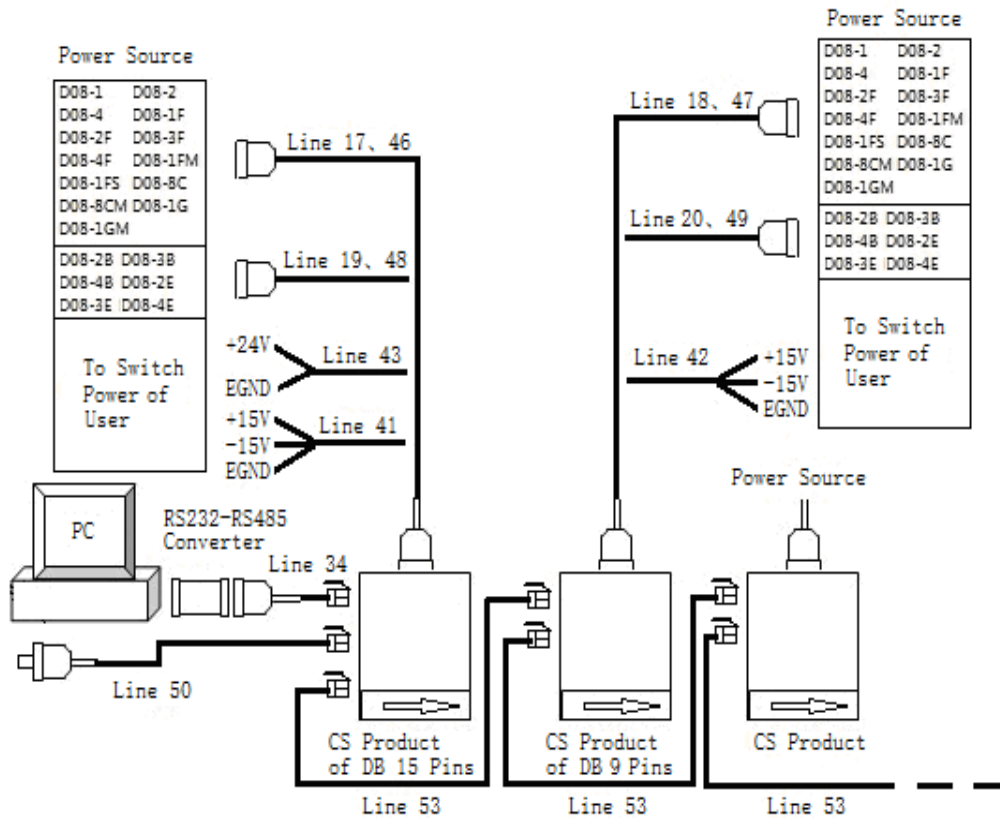 Power Source
D08-1 D08-2
D08-4 D08-1F
D08-2F D08-3F
D08-4F D08-1FM
D08-1FS D08-8C
D08-8CM D08-1G
D08-1GM
D08-2B D08-3B
D08-4B D08-2E
D08-3E D08-4E
To Switch
Power of
User
Line 17、46
Line 19、48
+24V
Line 43
EGND
+15V
Line 41
-15V
EGND
Power Source
D08-1 D08-2
D08-4 D08-1F
D08-2F D08-3F
D08-4F D08-1FM
D08-1FS D08-8C
D08-8CM D08-1G
D08-1GM
D08-2B D08-3B
D08-4B D08-2E
D08-3E D08-4E
To Switch
Power of
User
Line 18、47
Line 20、49
Line 42
+15V
-15V
EGND
Power Source
PC
RS232-RS485
Converter
Line 34
Line 50
CS Product
of DB 15 Pins
CS Product
of DB 9 Pins
CS Product
Line 53
Line 53
Line 53